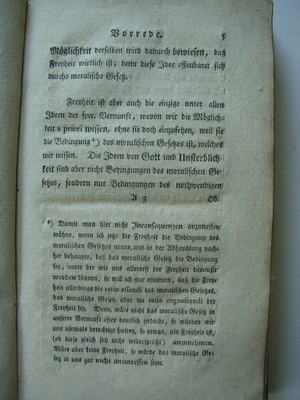 Vorrede. 5
Möglichkeit derselben wird dadurch bewiesen, daß
Freyheit wirklich ist; denn diese Idee offenbaret sich
durchs moralische Gesetz.
Freyheit ist aber auch die einzige unter allen
Ideen der spec. Vernunft, wovon wir die Möglich-
keit a priori wissen, ohne sie doch einzusehen, weil sie
die Bedingung *) des moralischen Gesetzes ist, welches
wir wissen. Die Ideen von Gott und Unsterblich-
keit sind aber nicht Bedingungen des moralischen Ge-
setzes, sondern nur Bedingungen des nothwendigen
A 3 Ob-
*) Damit man hier nicht Inconsequenzen anzutreffen
wähne, wenn ich jetzt die Freyheit die Bedingung des
moralischen Gesetzes nenne, und in der Abhandlung nach-
her behaupte, daß das moralische Gesetz die Bedingung
sey, unter der wir uns allererst der Freyheit bewußt
werden können, so will ich nur erinnern, daß die Frey-
heit allerdings die ratio essendi des moralischen Gesetzes,
das moralische Gesetz aber die ratio cognoscendi der
Freyheit sey. Denn, wäre nicht das moralische Gesetz in
unserer Vernunft eher deutlich gedacht, so würden wir
uns niemals berechtigt halten, so etwas, als Freyheit ist,
(ob diese gleich sich nicht widerspricht) anzunehmen.
Wäre aber keine Freyheit, so würde das moralische Ge-
setz in uns gar nicht anzutreffen seyn.